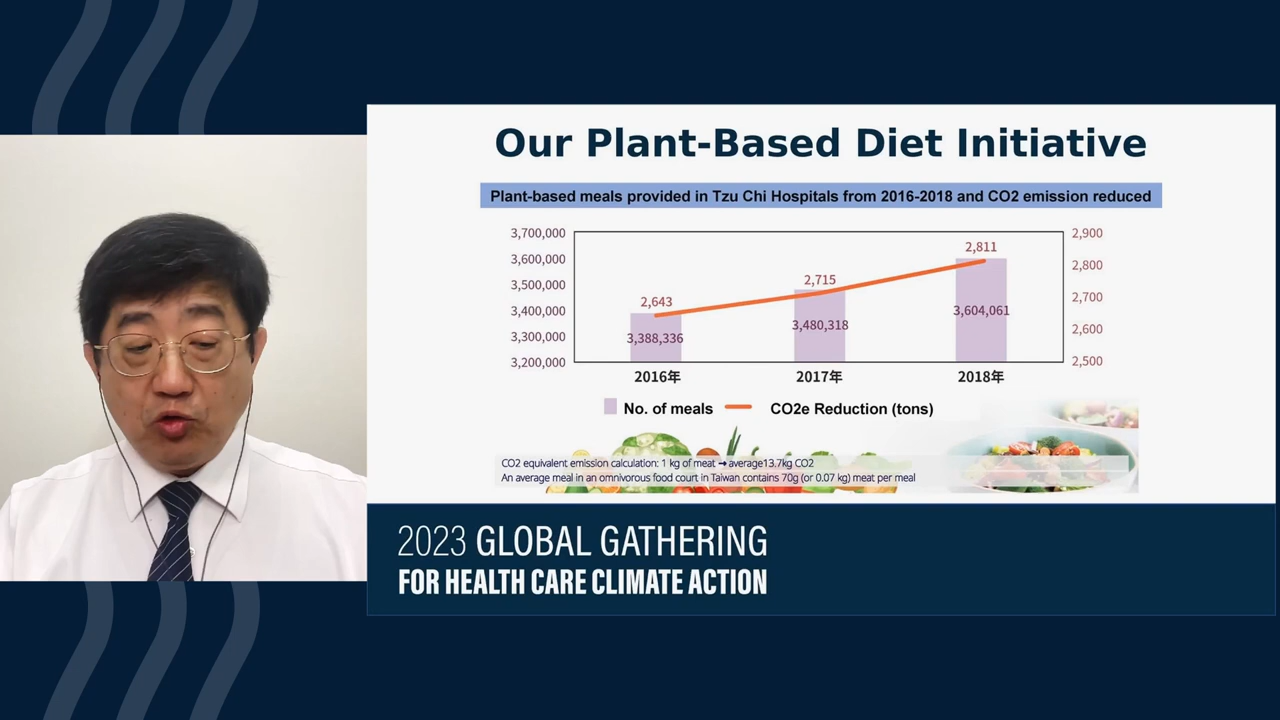 Our Plant-Based Diet Initiative
Plant-based meals provided in Tzu Chi Hospitals from 2016-2018 and CO2 emission reduced
3,700,000
3,600,000
3,500,000
3,400,000
3,300,000
3,200,000
2,900
2,800
2,700
2,600
2,500
2,643
2,715
2,811
3,388,336
3,480,318
3,604,061
2016年
2017年
2018年
No. of meals
CO2e Reduction (tons)
CO2 equivalent emission calculation: 1 kg of meat → average13.7kg CO2
An average meal in an omnivorous food court in Taiwan contains 70g (or 0.07 kg) meat per meal
2023 GLOBAL GATHERING
FOR HEALTH CARE CLIMATE ACTION